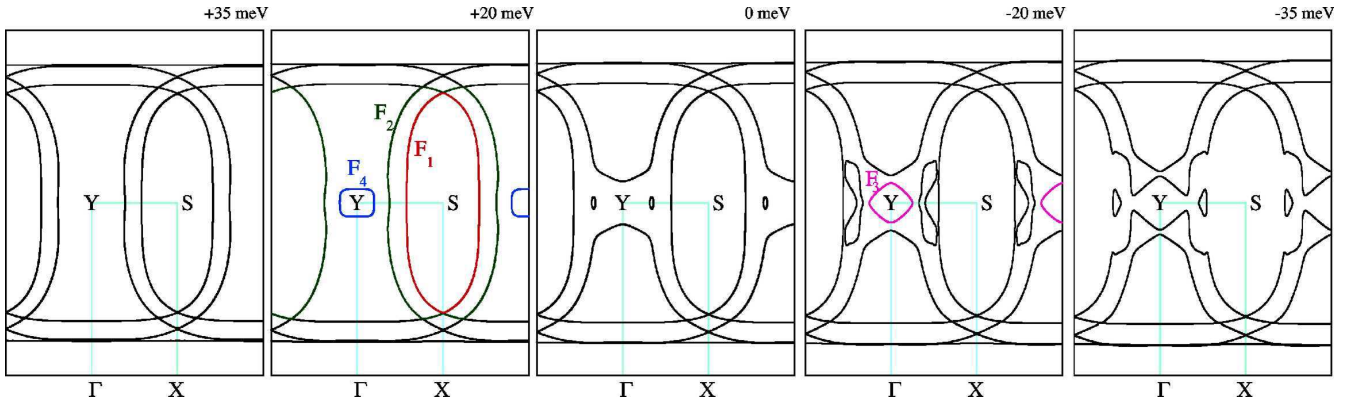 +35 meV
+20 meV
0 meV
-20 meV
-35 meV
F2
F1
F4
F3
Y
S
Y
S
Y
S
Y
S
Y
S
Γ
X
Γ
X
Γ
X
Γ
X
Γ
X